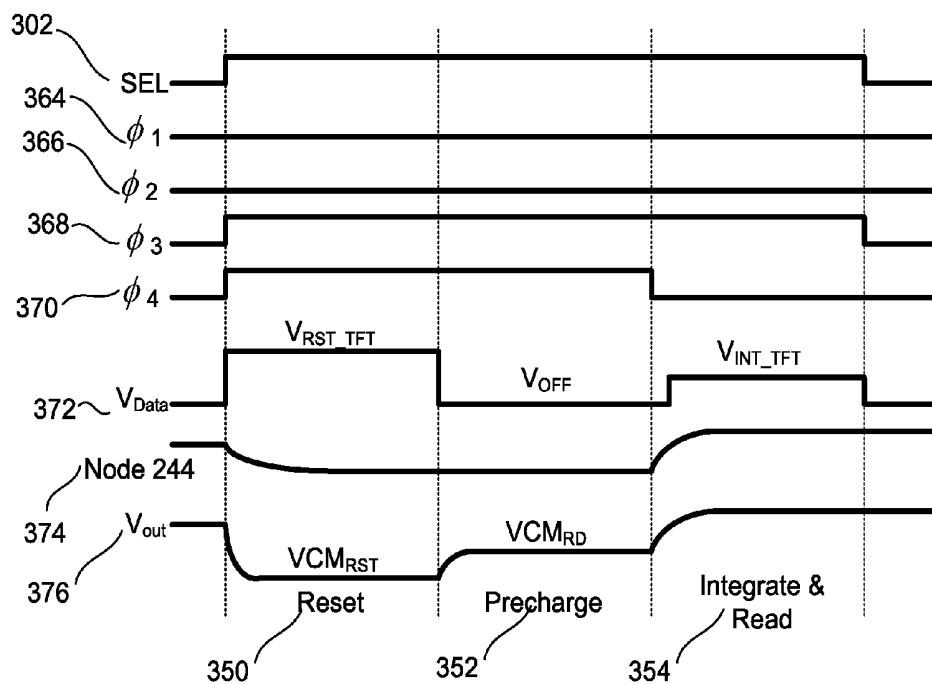 302
SEL
364
ϕ 1
366
ϕ 2
368
ϕ 3
370
ϕ 4
V_RST_TFT
V_OFF
V_INT_TFT
372
V_Data
Node 244
374
V_out
VCM_RST
VCM_RD
376
Reset
Precharge
Integrate &
Read
350
352
354